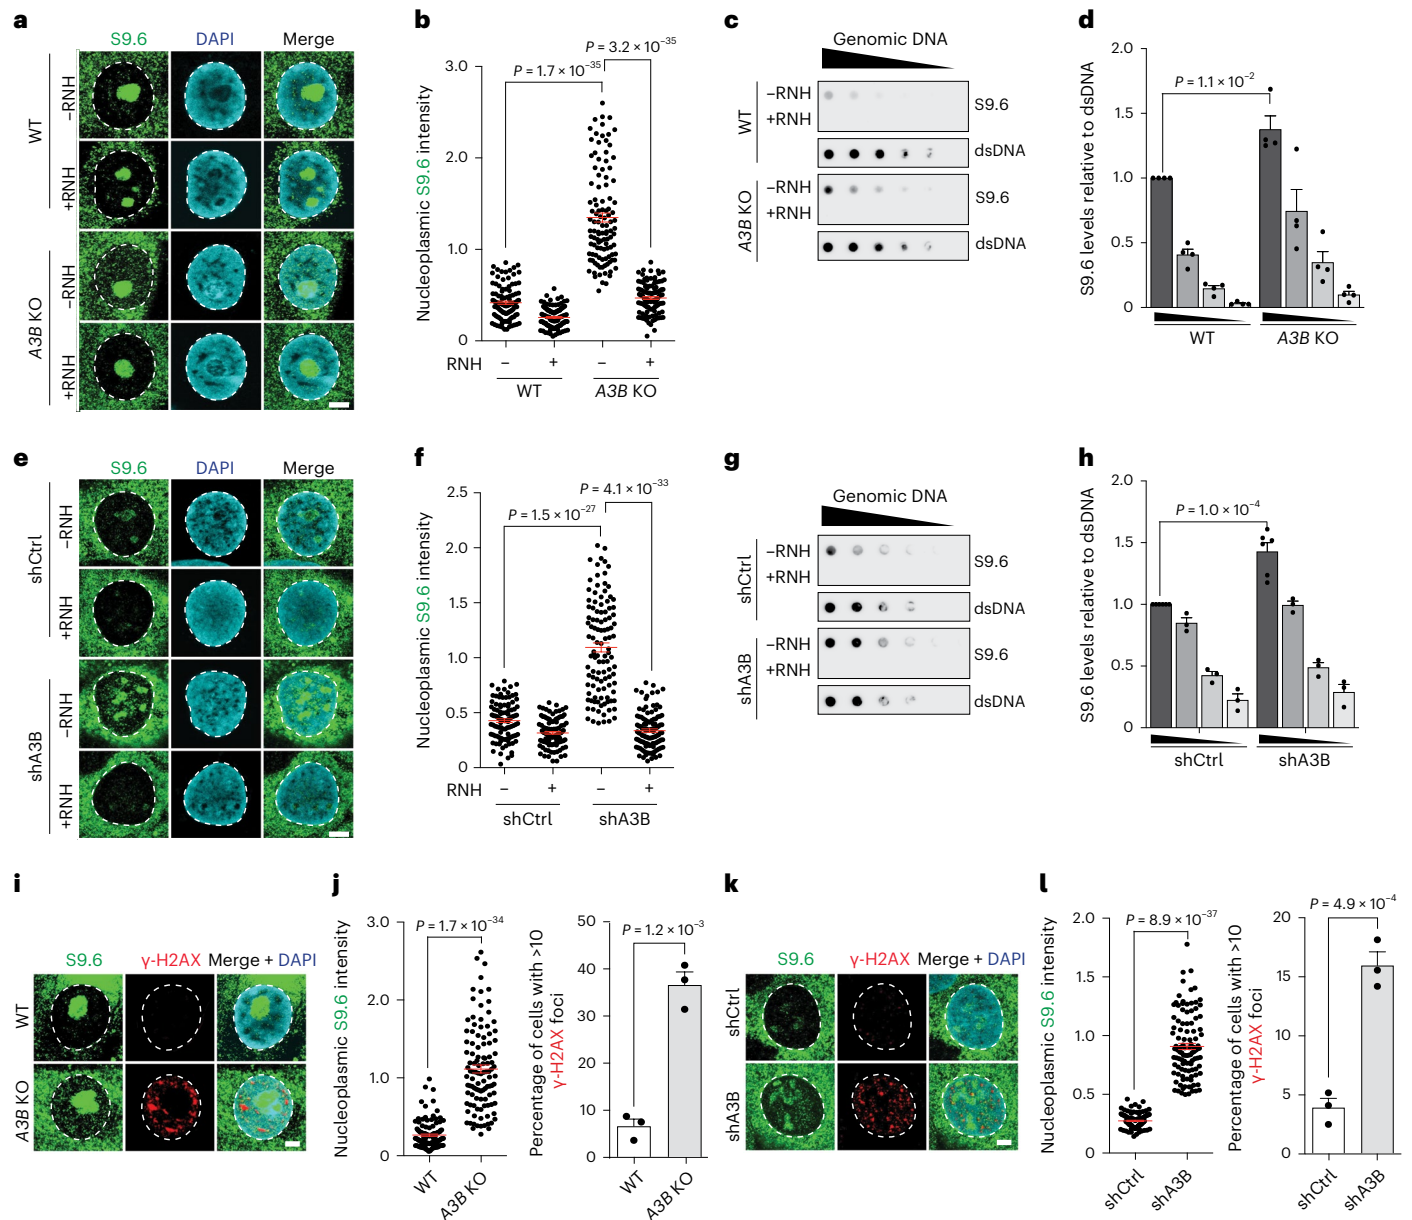 a
S9.6 DAPI Merge
WT
–RNH
+RNH
A3B KO
–RNH
+RNH
b
Nucleoplasmic S9.6 intensity
3.0
2.0
1.0
0
P = 1.7 × 10⁻³⁵
P = 3.2 × 10⁻³⁵
RNH – + – +
WT A3B KO
c
Genomic DNA
WT
–RNH
+RNH
S9.6
dsDNA
A3B KO
–RNH
+RNH
S9.6
dsDNA
d
S9.6 levels relative to dsDNA
2.0
1.5
1.0
0.5
0
P = 1.1 × 10⁻²
WT A3B KO
e
S9.6 DAPI Merge
shCtrl
–RNH
+RNH
shA3B
–RNH
+RNH
f
Nucleoplasmic S9.6 intensity
2.5
2.0
1.5
1.0
0.5
0
P = 1.5 × 10⁻²⁷
P = 4.1 × 10⁻³³
RNH – + – +
shCtrl shA3B
g
Genomic DNA
shCtrl
–RNH
+RNH
S9.6
dsDNA
shA3B
–RNH
+RNH
S9.6
dsDNA
h
S9.6 levels relative to dsDNA
2.0
1.5
1.0
0.5
0
P = 1.0 × 10⁻⁴
shCtrl shA3B
i
S9.6 γ-H2AX Merge + DAPI
WT
A3B KO
j
Nucleoplasmic S9.6 intensity
3.0
2.0
1.0
0
P = 1.7 × 10⁻³⁴
WT A3B KO
Percentage of cells with >10
γ-H2AX foci
50
40
30
40
20
10
0
P = 1.2 × 10⁻³
WT A3B KO
k
S9.6 γ-H2AX Merge + DAPI
shCtrl
shA3B
l
Nucleoplasmic S9.6 intensity
2.0
1.5
1.0
0.5
0
P = 8.9 × 10⁻³⁷
shCtrl shA3B
Percentage of cells with >10
γ-H2AX foci
20
15
10
5
0
P = 4.9 × 10⁻⁴
shCtrl shA3B